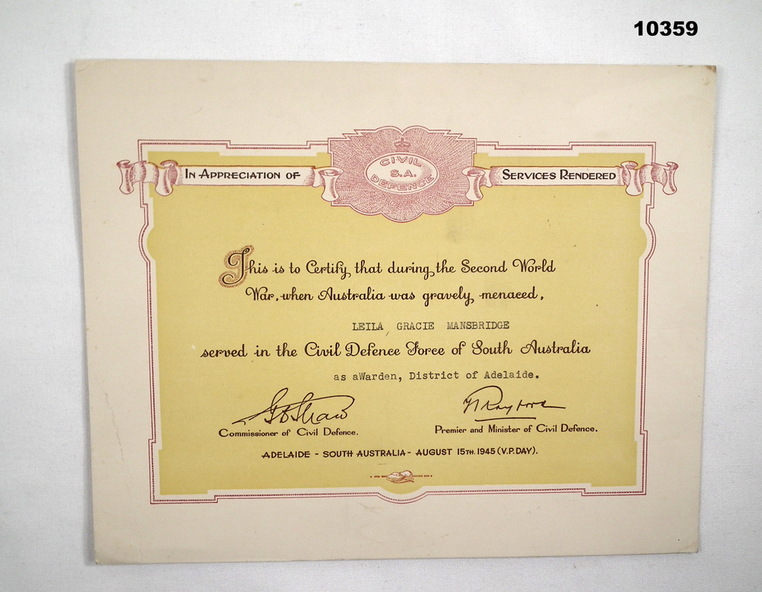 10359
CIVIL
S.A.
DEFENCE
IN APPRECIATION OF
SERVICES RENDERED
This is to Certify, that during the Second World
War, when Australia was gravely menaced,
LEILA GRACIE MANSBRIDGE
served in the Civil Defence Force of South Australia
as aWarden, District of Adelaide.
Commissioner of Civil Defence.
Premier and Minister of Civil Defence.
ADELAIDE - SOUTH AUSTRALIA - AUGUST 15TH. 1945 (V.P. DAY).